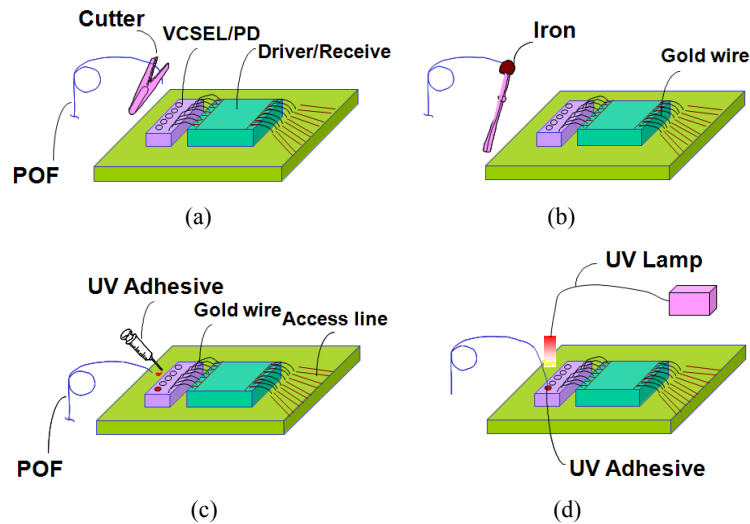 Cutter
VCSEL/PD
Driver/Receive
POF
(a)
Iron
Gold wire
(b)
UV Adhesive
Gold wire
Access line
POF
(c)
UV Lamp
UV Adhesive
(d)